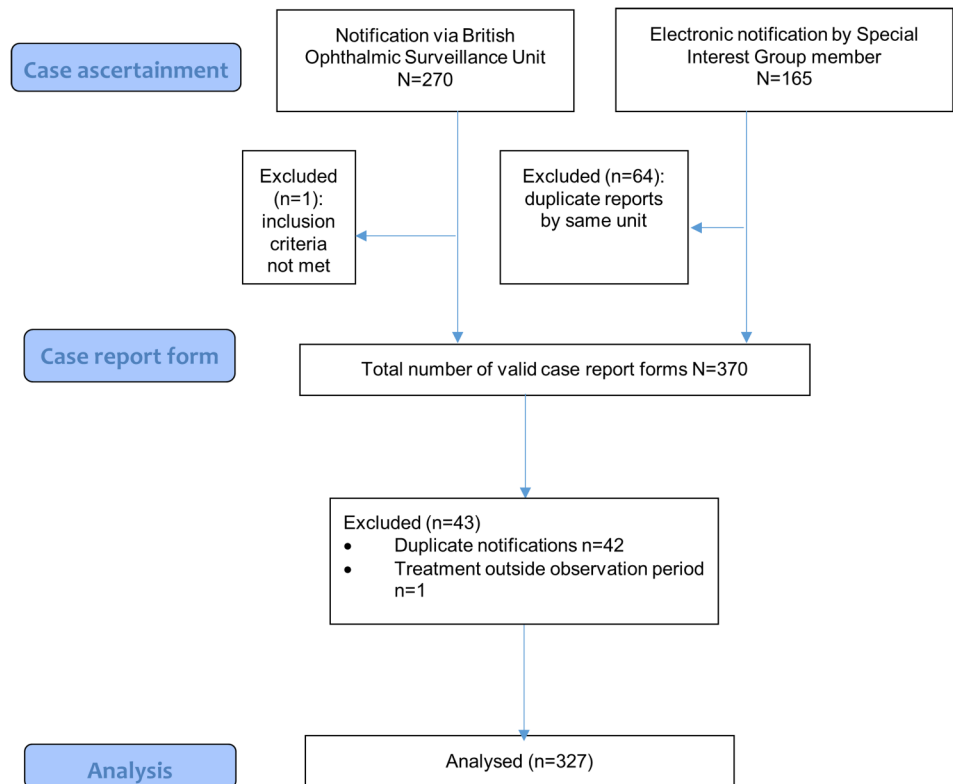 Case ascertainment
Notification via British
Ophthalmic Surveillance Unit
N=270
Electronic notification by Special
Interest Group member
N=165
Excluded
(n=1):
inclusion
criteria
not met
Excluded (n=64):
duplicate reports
by same unit
Case report form
Total number of valid case report forms N=370
Excluded (n=43)
• Duplicate notifications n=42
• Treatment outside observation period
n=1
Analysis
Analysed (n=327)